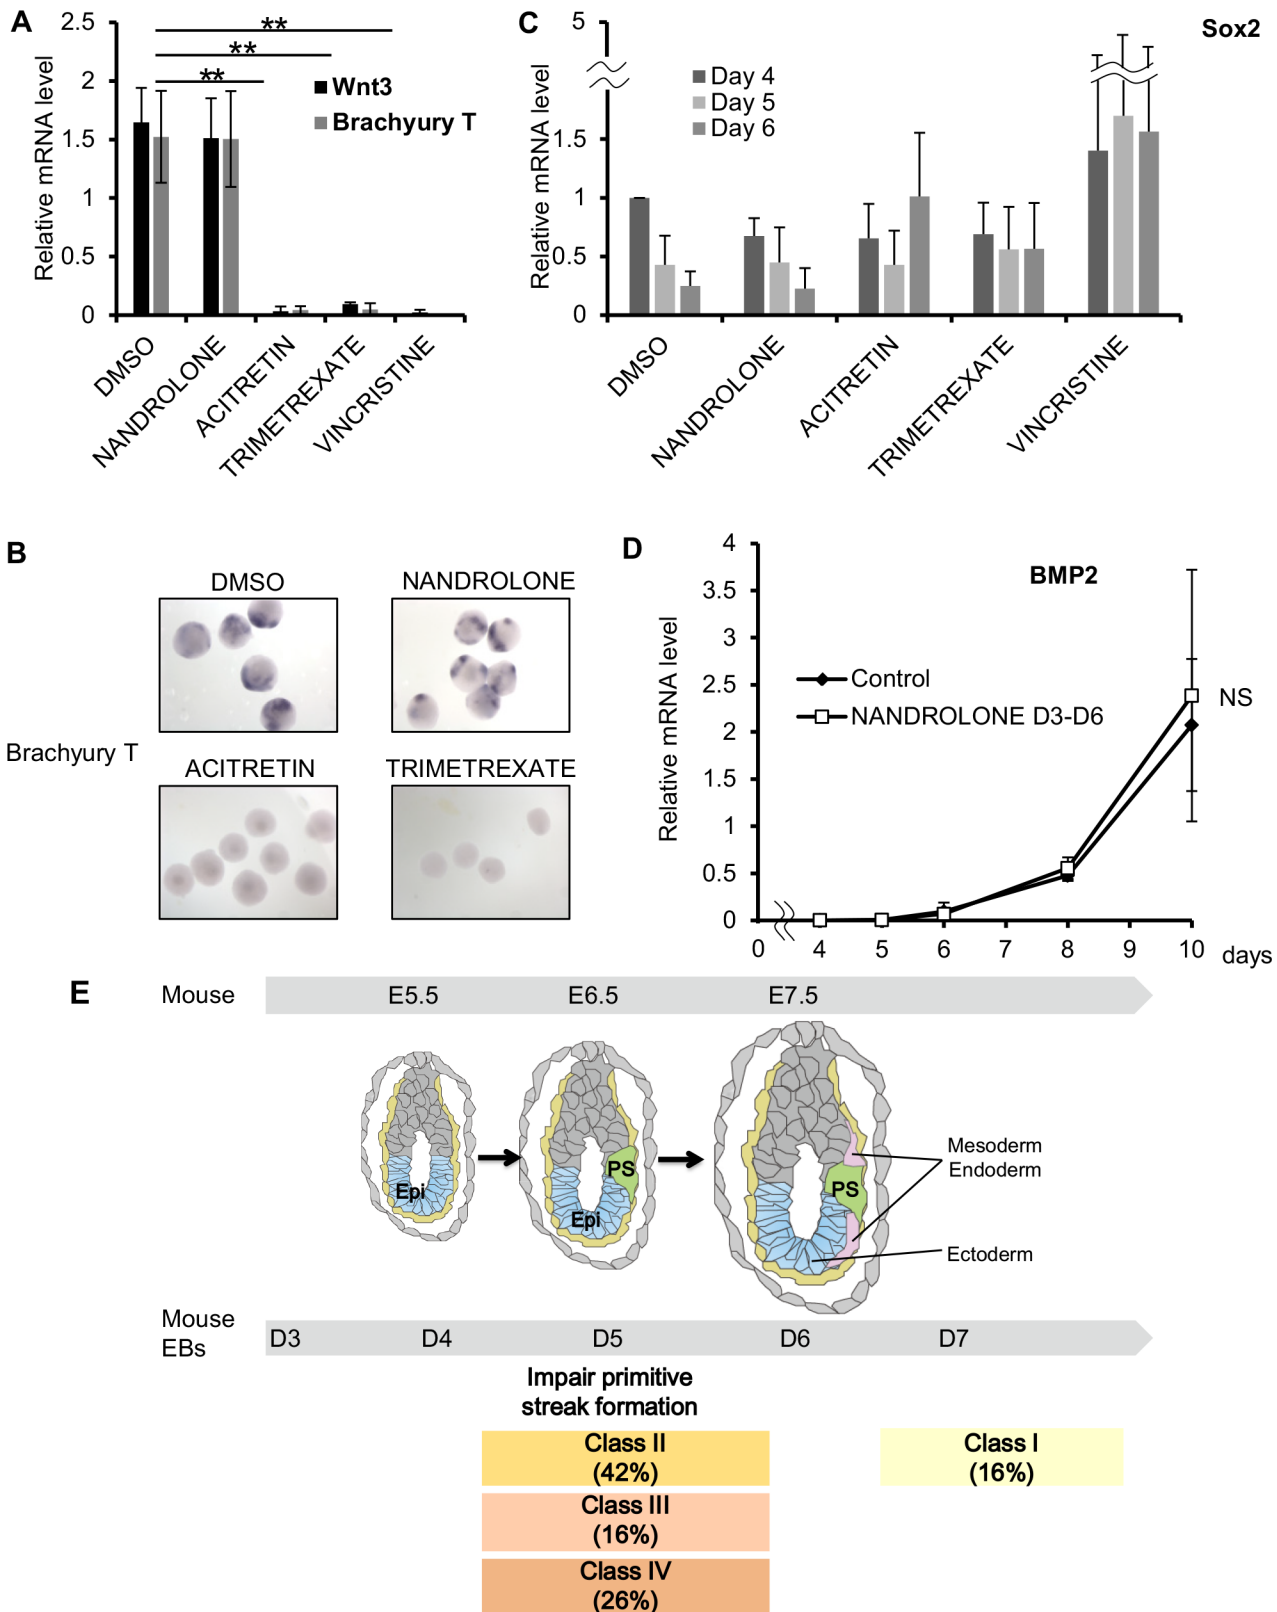 A
Relative mRNA level
2.5
2
1.5
1
0.5
0
**
**
**
Wnt3
Brachyury T
DMSO
NANDROLONE
ACITRETIN
TRIMETREXATE
VINCRISTINE
C
Sox2
Relative mRNA level
5
1.5
1
0.5
0
Day 4
Day 5
Day 6
DMSO
NANDROLONE
ACITRETIN
TRIMETREXATE
VINCRISTINE
B
Brachyury T
DMSO
NANDROLONE
ACITRETIN
TRIMETREXATE
D
BMP2
Relative mRNA level
4
3.5
3
2.5
2
1.5
1
0.5
0
Control
NANDROLONE D3-D6
NS
0 4 5 6 7 8 9 10 days
E
Mouse E5.5 E6.5 E7.5
Epi
Epi
PS
PS
Mesoderm
Endoderm
Ectoderm
Mouse
EBs
D3 D4 D5 D6 D7
Impair primitive
streak formation
Class II
(42%)
Class I
(16%)
Class III
(16%)
Class IV
(26%)